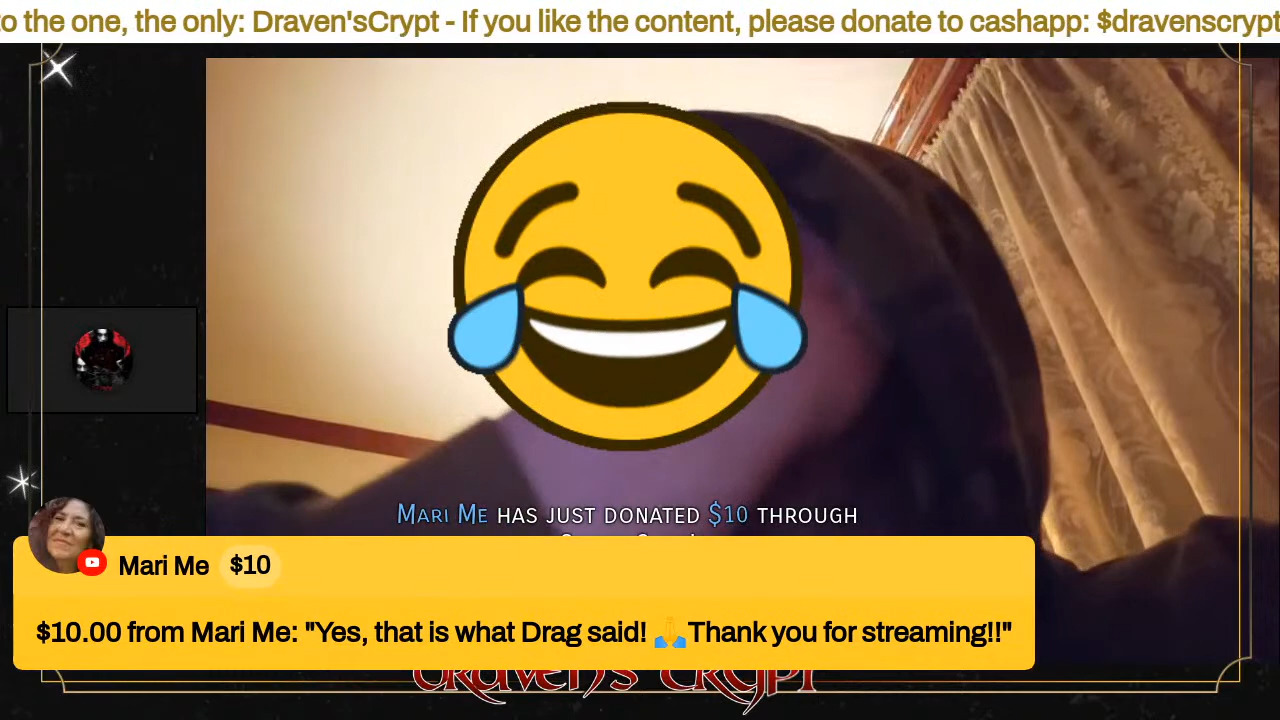 o the one, the only: Draven'sCrypt - If you like the content, please donate to cashapp: $dravenscrypt
Mari Me has just donated $10 through
Mari Me $10
$10.00 from Mari Me: "Yes, that is what Drag said! 🙏Thank you for streaming!!"
Draven's Crypt